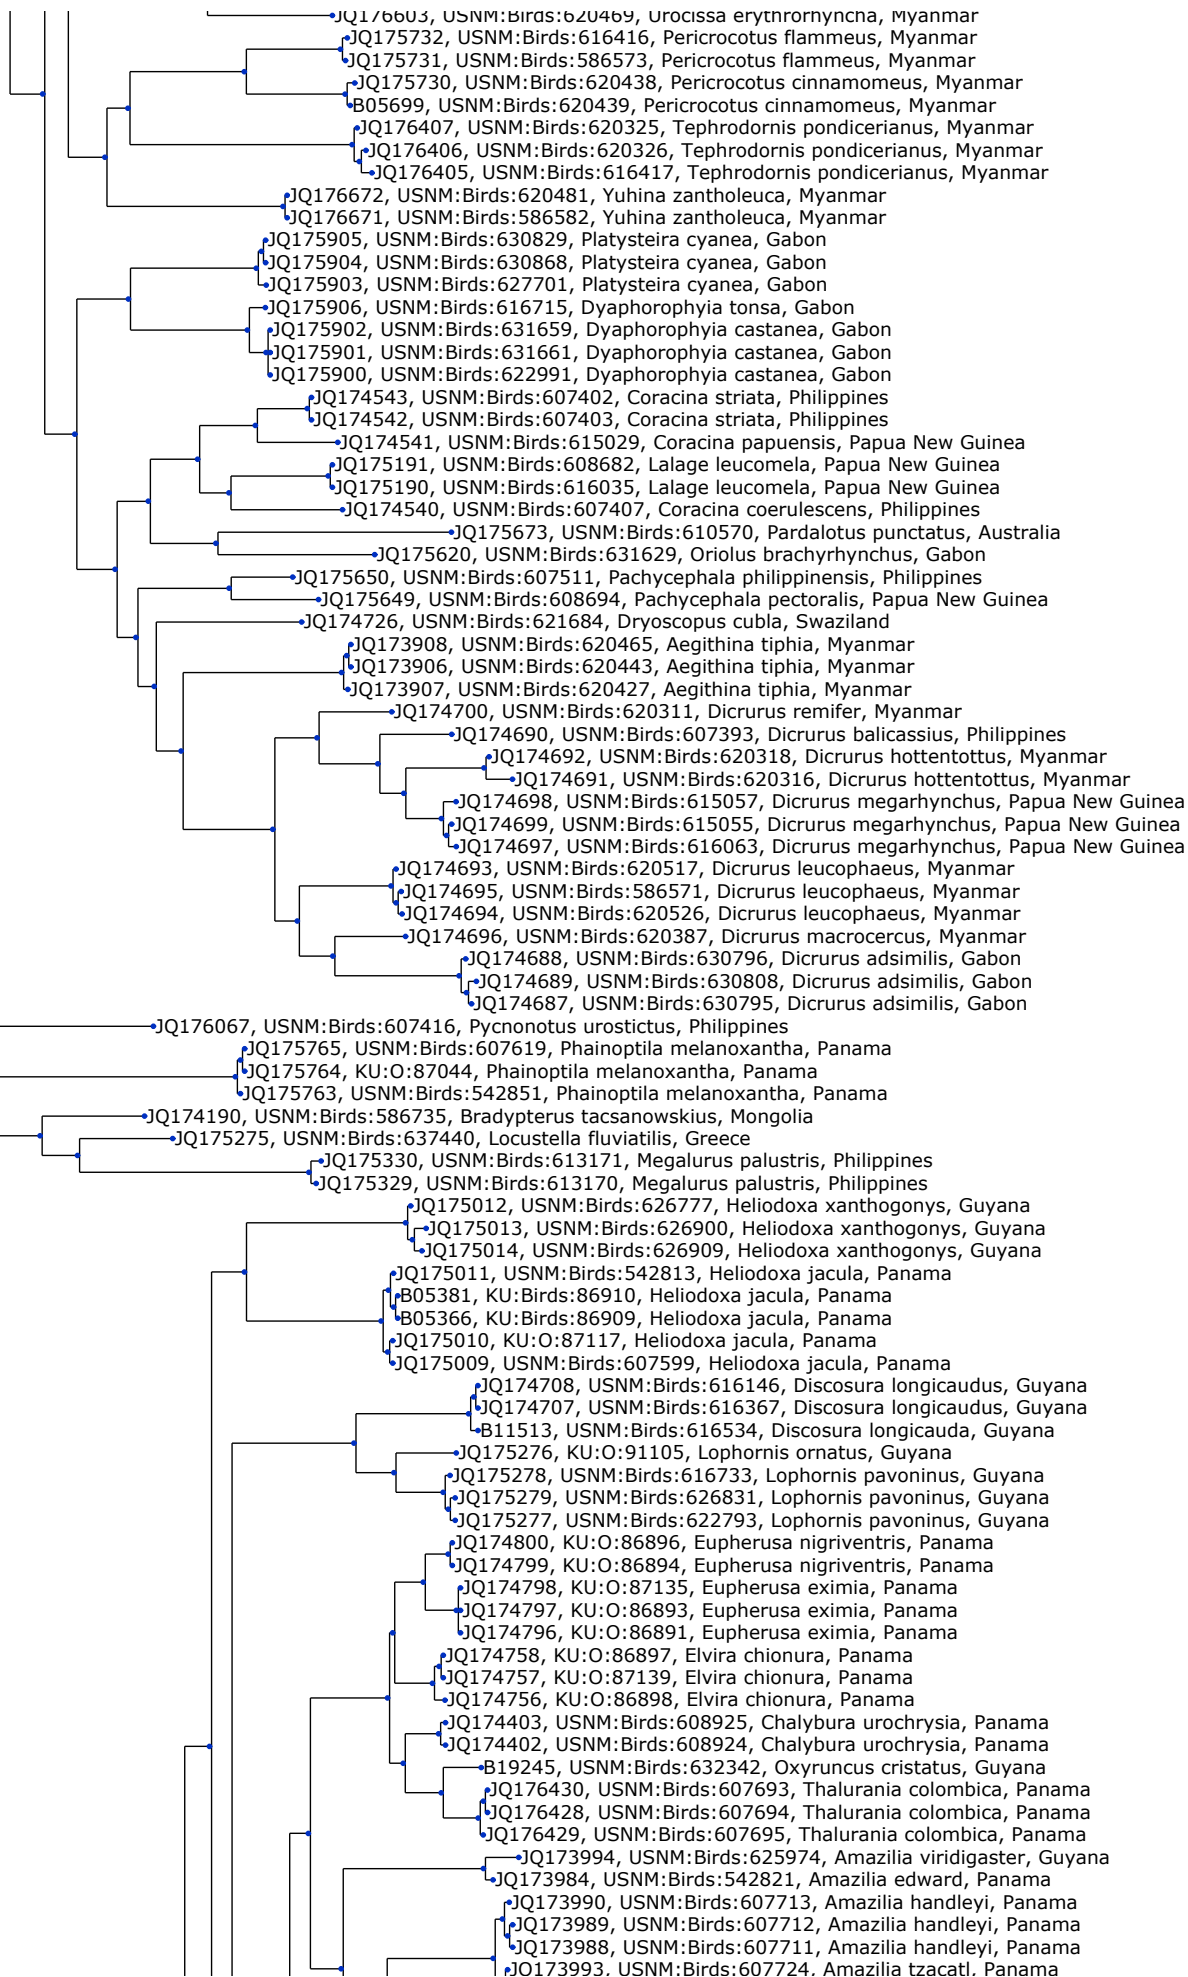 JQ176603, USNM:Birds:620469, Urocissa erythrorhyncha, Myanmar
JQ175732, USNM:Birds:616416, Pericrocotus flammeus, Myanmar
JQ175731, USNM:Birds:586573, Pericrocotus flammeus, Myanmar
JQ175730, USNM:Birds:620438, Pericrocotus cinnamomeus, Myanmar
B05699, USNM:Birds:620439, Pericrocotus cinnamomeus, Myanmar
JQ176407, USNM:Birds:620325, Tephrodornis pondicerianus, Myanmar
JQ176406, USNM:Birds:620326, Tephrodornis pondicerianus, Myanmar
JQ176405, USNM:Birds:616417, Tephrodornis pondicerianus, Myanmar
JQ176672, USNM:Birds:620481, Yuhina zantholeuca, Myanmar
JQ176671, USNM:Birds:586582, Yuhina zantholeuca, Myanmar
JQ175905, USNM:Birds:630829, Platysteira cyanea, Gabon
JQ175904, USNM:Birds:630868, Platysteira cyanea, Gabon
JQ175903, USNM:Birds:627701, Platysteira cyanea, Gabon
JQ175906, USNM:Birds:616715, Dyaphorophyia tonsa, Gabon
JQ175902, USNM:Birds:631659, Dyaphorophyia castanea, Gabon
JQ175901, USNM:Birds:631661, Dyaphorophyia castanea, Gabon
JQ175900, USNM:Birds:622991, Dyaphorophyia castanea, Gabon
JQ174543, USNM:Birds:607402, Coracina striata, Philippines
JQ174542, USNM:Birds:607403, Coracina striata, Philippines
JQ174541, USNM:Birds:615029, Coracina papuensis, Papua New Guinea
JQ175191, USNM:Birds:608682, Lalage leucomela, Papua New Guinea
JQ175190, USNM:Birds:616035, Lalage leucomela, Papua New Guinea
JQ174540, USNM:Birds:607407, Coracina coerulescens, Philippines
JQ175673, USNM:Birds:610570, Pardalotus punctatus, Australia
JQ175620, USNM:Birds:631629, Oriolus brachyrhynchus, Gabon
JQ175650, USNM:Birds:607511, Pachycephala philippinensis, Philippines
JQ175649, USNM:Birds:608694, Pachycephala pectoralis, Papua New Guinea
JQ174726, USNM:Birds:621684, Dryoscopus cubla, Swaziland
JQ173908, USNM:Birds:620465, Aegithina tiphia, Myanmar
JQ173906, USNM:Birds:620443, Aegithina tiphia, Myanmar
JQ173907, USNM:Birds:620427, Aegithina tiphia, Myanmar
JQ174700, USNM:Birds:620311, Dicrurus remifer, Myanmar
JQ174690, USNM:Birds:607393, Dicrurus balicassius, Philippines
JQ174692, USNM:Birds:620318, Dicrurus hottentottus, Myanmar
JQ174691, USNM:Birds:620316, Dicrurus hottentottus, Myanmar
JQ174698, USNM:Birds:615057, Dicrurus megarhynchus, Papua New Guinea
JQ174699, USNM:Birds:615055, Dicrurus megarhynchus, Papua New Guinea
JQ174697, USNM:Birds:616063, Dicrurus megarhynchus, Papua New Guinea
JQ174693, USNM:Birds:620517, Dicrurus leucophaeus, Myanmar
JQ174695, USNM:Birds:586571, Dicrurus leucophaeus, Myanmar
JQ174694, USNM:Birds:620526, Dicrurus leucophaeus, Myanmar
JQ174696, USNM:Birds:620387, Dicrurus macrocercus, Myanmar
JQ174688, USNM:Birds:630796, Dicrurus adsimilis, Gabon
JQ174689, USNM:Birds:630808, Dicrurus adsimilis, Gabon
JQ174687, USNM:Birds:630795, Dicrurus adsimilis, Gabon
JQ176067, USNM:Birds:607416, Pycnonotus urostictus, Philippines
JQ175765, USNM:Birds:607619, Phainoptila melanoxantha, Panama
JQ175764, KU:O:87044, Phainoptila melanoxantha, Panama
JQ175763, USNM:Birds:542851, Phainoptila melanoxantha, Panama
JQ174190, USNM:Birds:586735, Bradypterus tacsanowskius, Mongolia
JQ175275, USNM:Birds:637440, Locustella fluviatilis, Greece
JQ175330, USNM:Birds:613171, Megalurus palustris, Philippines
JQ175329, USNM:Birds:613170, Megalurus palustris, Philippines
JQ175012, USNM:Birds:626777, Heliodoxa xanthogonys, Guyana
JQ175013, USNM:Birds:626900, Heliodoxa xanthogonys, Guyana
JQ175014, USNM:Birds:626909, Heliodoxa xanthogonys, Guyana
JQ175011, USNM:Birds:542813, Heliodoxa jacula, Panama
B05381, KU:Birds:86910, Heliodoxa jacula, Panama
B05366, KU:Birds:86909, Heliodoxa jacula, Panama
JQ175010, KU:O:87117, Heliodoxa jacula, Panama
JQ175009, USNM:Birds:607599, Heliodoxa jacula, Panama
JQ174708, USNM:Birds:616146, Discosura longicaudus, Guyana
JQ174707, USNM:Birds:616367, Discosura longicaudus, Guyana
B11513, USNM:Birds:616534, Discosura longicauda, Guyana
JQ175276, KU:O:91105, Lophornis ornatus, Guyana
JQ175278, USNM:Birds:616733, Lophornis pavoninus, Guyana
JQ175279, USNM:Birds:626831, Lophornis pavoninus, Guyana
JQ175277, USNM:Birds:622793, Lophornis pavoninus, Guyana
JQ174800, KU:O:86896, Eupherusa nigriventris, Panama
JQ174799, KU:O:86894, Eupherusa nigriventris, Panama
JQ174798, KU:O:87135, Eupherusa eximia, Panama
JQ174797, KU:O:86893, Eupherusa eximia, Panama
JQ174796, KU:O:86891, Eupherusa eximia, Panama
JQ174758, KU:O:86897, Elvira chionura, Panama
JQ174757, KU:O:87139, Elvira chionura, Panama
JQ174756, KU:O:86898, Elvira chionura, Panama
JQ174403, USNM:Birds:608925, Chalybura urochrysia, Panama
JQ174402, USNM:Birds:608924, Chalybura urochrysia, Panama
B19245, USNM:Birds:632342, Oxyruncus cristatus, Guyana
JQ176430, USNM:Birds:607693, Thalurania colombica, Panama
JQ176428, USNM:Birds:607694, Thalurania colombica, Panama
JQ176429, USNM:Birds:607695, Thalurania colombica, Panama
JQ173994, USNM:Birds:625974, Amazilia viridigaster, Guyana
JQ173984, USNM:Birds:542821, Amazilia edward, Panama
JQ173990, USNM:Birds:607713, Amazilia handleyi, Panama
JQ173989, USNM:Birds:607712, Amazilia handleyi, Panama
JQ173988, USNM:Birds:607711, Amazilia handleyi, Panama
JQ173993, USNM:Birds:607724, Amazilia tzacatl, Panama